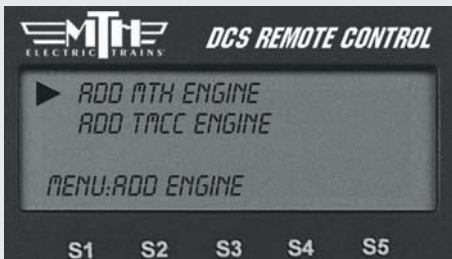 MTH
ELECTRIC TRAINS
DCS REMOTE CONTROL
ADD MTH ENGINE
ADD TMCC ENGINE
MENU:ADD ENGINE
S1 S2 S3 S4 S5